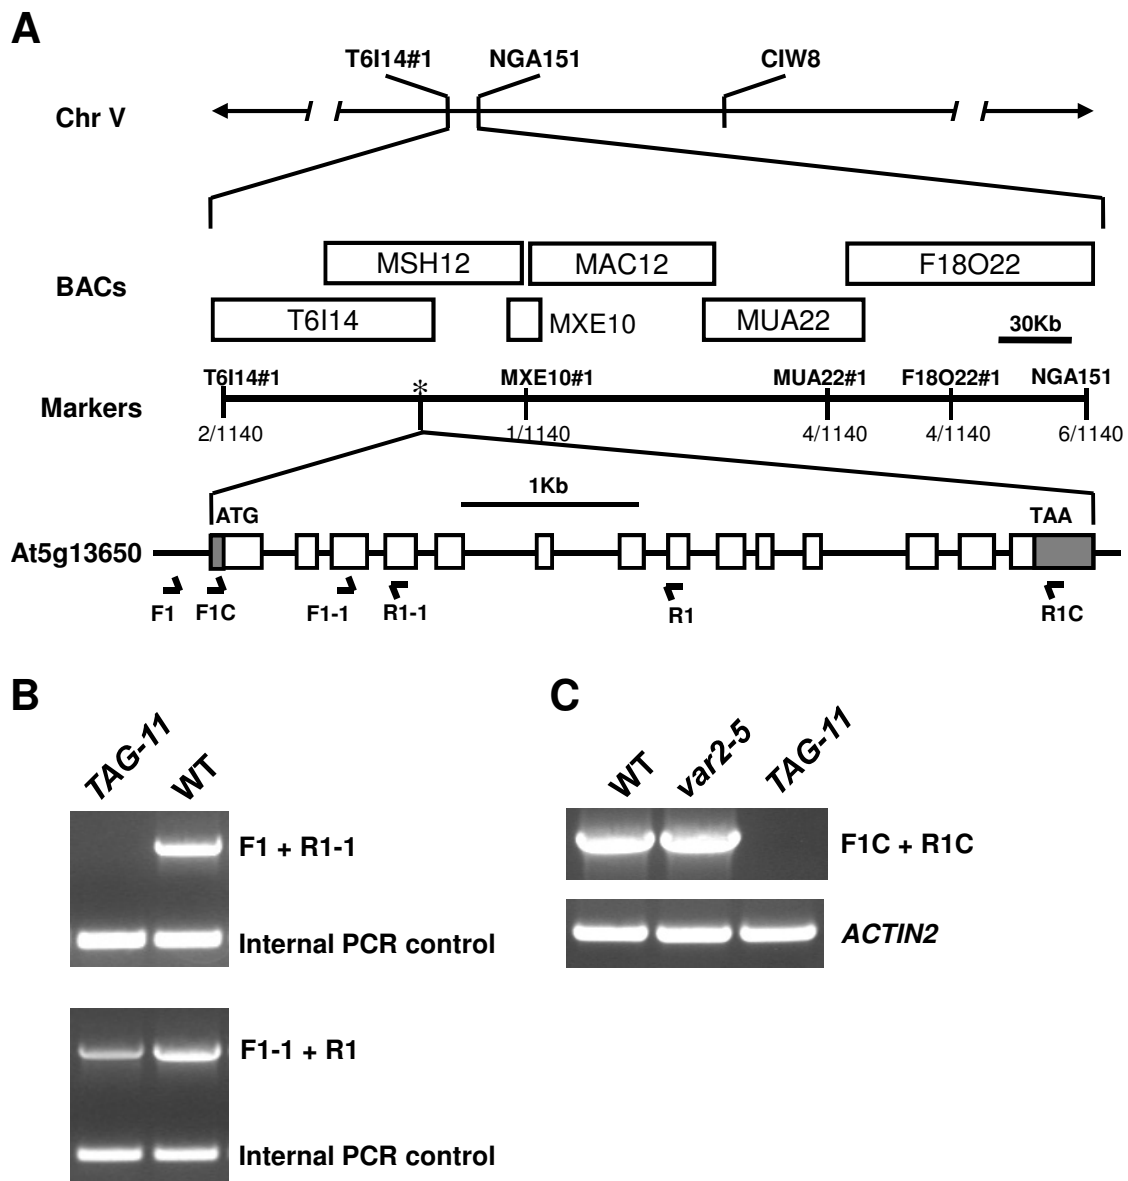 A
T6I14#1 NGA151 CIW8
Chr V
MSH12 MAC12 F18O22
BACs
T6I14 MXE10 MUA22 30Kb
T6I14#1 * MXE10#1 MUA22#1 F18O22#1 NGA151
Markers
2/1140 1/1140 4/1140 4/1140 6/1140
1Kb
ATG TAA
At5g13650
F1 F1C F1-1 R1-1 R1 R1C
B
TAG-11 WT
F1 + R1-1
Internal PCR control
F1-1 + R1
Internal PCR control
C
WT var2-5 TAG-11
F1C + R1C
ACTIN2